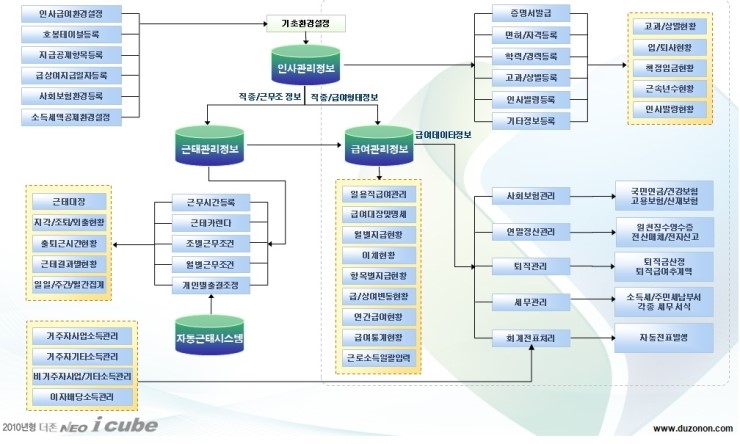 인사급여환경설정
호봉테이블등록
지급공제항목등록
급상여지급일자등록
사회보험환경등록
소득세액공제환경설정
기초환경설정
인사관리정보
증명서발급
면허/자격등록
학력/경력등록
고과/상벌등록
인사발령등록
기타정보등록
고과/상벌현황
입/퇴사현황
책정임금현황
근속년수현황
인사발령현황
직종/근무조 정보
직종/급여형태정보
근태관리정보
급여관리정보
급여데이타정보
근태대장
지각/조퇴/외출현황
출퇴근시간현황
근태결과별현황
일일/주간/월간집계
근무시간등록
근태카렌다
조별근무조건
월별근무조건
개인별출결조정
자동근태시스템
일용직급여관리
급여대장및명세
월별지급현황
이체현황
항목별지급현황
급/상여변동현황
연간급여현황
급여통계현황
근로소득일괄입력
사회보험관리
연말정산관리
퇴직관리
세무관리
회계전표처리
국민연금/건강보험
고용보험/산재보험
원천징수영수증
전산매체/전자신고
퇴직금산정
퇴직급여추계액
소득세/주민세납부서
각종 세무 서식
자동전표발생
거주자사업소득관리
거주자기타소득관리
비거주자사업/기타소득관리
이자배당소득관리
2010년형 더존 NEO i cube
www.duzonon.com